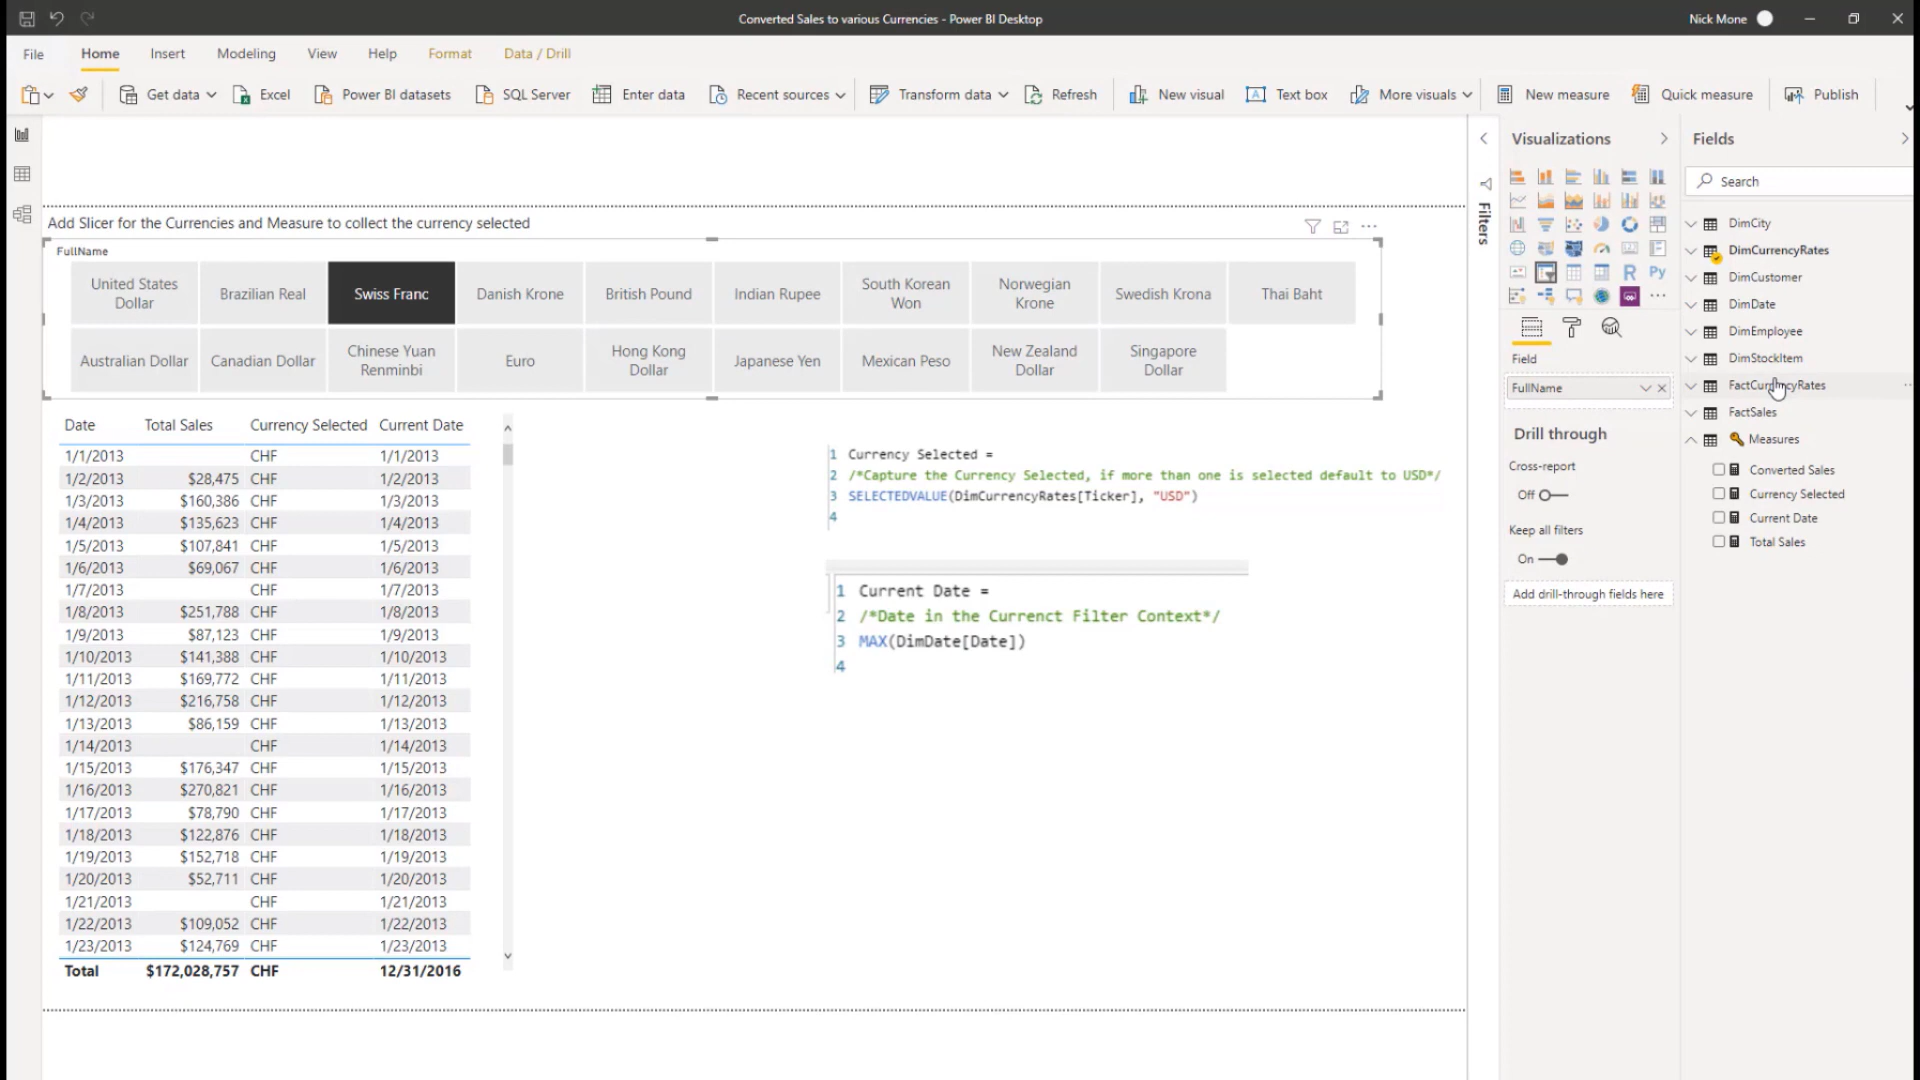 Converted Sales to various Currencies - Power BI Desktop
Nick Mone
File Home Insert Modeling View Help Format Data / Drill
Get data Excel Power BI datasets SQL Server Enter data Recent sources Transform data Refresh New visual Text box More visuals New measure Quick measure Publish
Add Slicer for the Currencies and Measure to collect the currency selected
FullName
United States Dollar
Brazilian Real
Swiss Franc
Danish Krone
British Pound
Indian Rupee
South Korean Won
Norwegian Krone
Swedish Krona
Thai Baht
Australian Dollar
Canadian Dollar
Chinese Yuan Renminbi
Euro
Hong Kong Dollar
Japanese Yen
Mexican Peso
New Zealand Dollar
Singapore Dollar
Date Total Sales Currency Selected Current Date
1/1/2013 CHF 1/1/2013
1/2/2013 $28,475 CHF 1/2/2013
1/3/2013 $160,386 CHF 1/3/2013
1/4/2013 $135,623 CHF 1/4/2013
1/5/2013 $107,841 CHF 1/5/2013
1/6/2013 $69,067 CHF 1/6/2013
1/7/2013 CHF 1/7/2013
1/8/2013 $251,788 CHF 1/8/2013
1/9/2013 $87,123 CHF 1/9/2013
1/10/2013 $141,388 CHF 1/10/2013
1/11/2013 $169,772 CHF 1/11/2013
1/12/2013 $216,758 CHF 1/12/2013
1/13/2013 $86,159 CHF 1/13/2013
1/14/2013 CHF 1/14/2013
1/15/2013 $176,347 CHF 1/15/2013
1/16/2013 $270,821 CHF 1/16/2013
1/17/2013 $78,790 CHF 1/17/2013
1/18/2013 $122,876 CHF 1/18/2013
1/19/2013 $152,718 CHF 1/19/2013
1/20/2013 $52,711 CHF 1/20/2013
1/21/2013 CHF 1/21/2013
1/22/2013 $109,052 CHF 1/22/2013
1/23/2013 $124,769 CHF 1/23/2013
Total $172,028,757 CHF 12/31/2016
1 Currency Selected =
2 /*Capture the Currency Selected, if more than one is selected default to USD*/
3 SELECTEDVALUE(DimCurrencyRates[Ticker], "USD")
4
1 Current Date =
2 /*Date in the Currenct Filter Context*/
3 MAX(DimDate[Date])
4
Filters
Visualizations
R Py
Field
FullName
Drill through
Cross-report
Off
Keep all filters
On
Add drill-through fields here
Fields
Search
DimCity
DimCurrencyRates
DimCustomer
DimDate
DimEmployee
DimStockItem
FactCurrencyRates
FactSales
Measures
Converted Sales
Currency Selected
Current Date
Total Sales